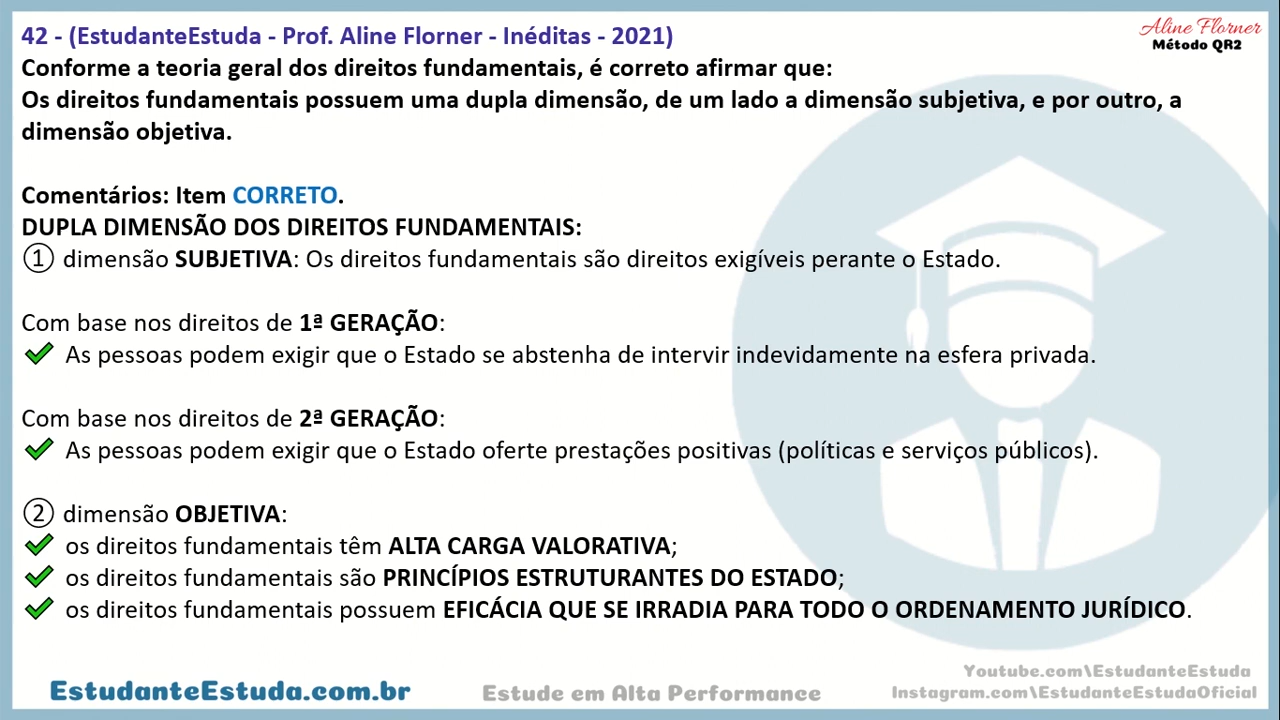 Aline Florner
Método QR2
42 - (EstudanteEstuda - Prof. Aline Florner - Inéditas - 2021)
Conforme a teoria geral dos direitos fundamentais, é correto afirmar que:
Os direitos fundamentais possuem uma dupla dimensão, de um lado a dimensão subjetiva, e por outro, a
dimensão objetiva.
Comentários: Item CORRETO.
DUPLA DIMENSÃO DOS DIREITOS FUNDAMENTAIS:
① dimensão SUBJETIVA: Os direitos fundamentais são direitos exigíveis perante o Estado.
Com base nos direitos de 1ª GERAÇÃO:
✔ As pessoas podem exigir que o Estado se abstenha de intervir indevidamente na esfera privada.
Com base nos direitos de 2ª GERAÇÃO:
✔ As pessoas podem exigir que o Estado oferte prestações positivas (políticas e serviços públicos).
② dimensão OBJETIVA:
✔ os direitos fundamentais têm ALTA CARGA VALORATIVA;
✔ os direitos fundamentais são PRINCÍPIOS ESTRUTURANTES DO ESTADO;
✔ os direitos fundamentais possuem EFICÁCIA QUE SE IRRADIA PARA TODO O ORDENAMENTO JURÍDICO.
EstudanteEstuda.com.br
Estude em Alta Performance
Youtube.com\EstudanteEstuda
Instagram.com\EstudanteEstudaOficial